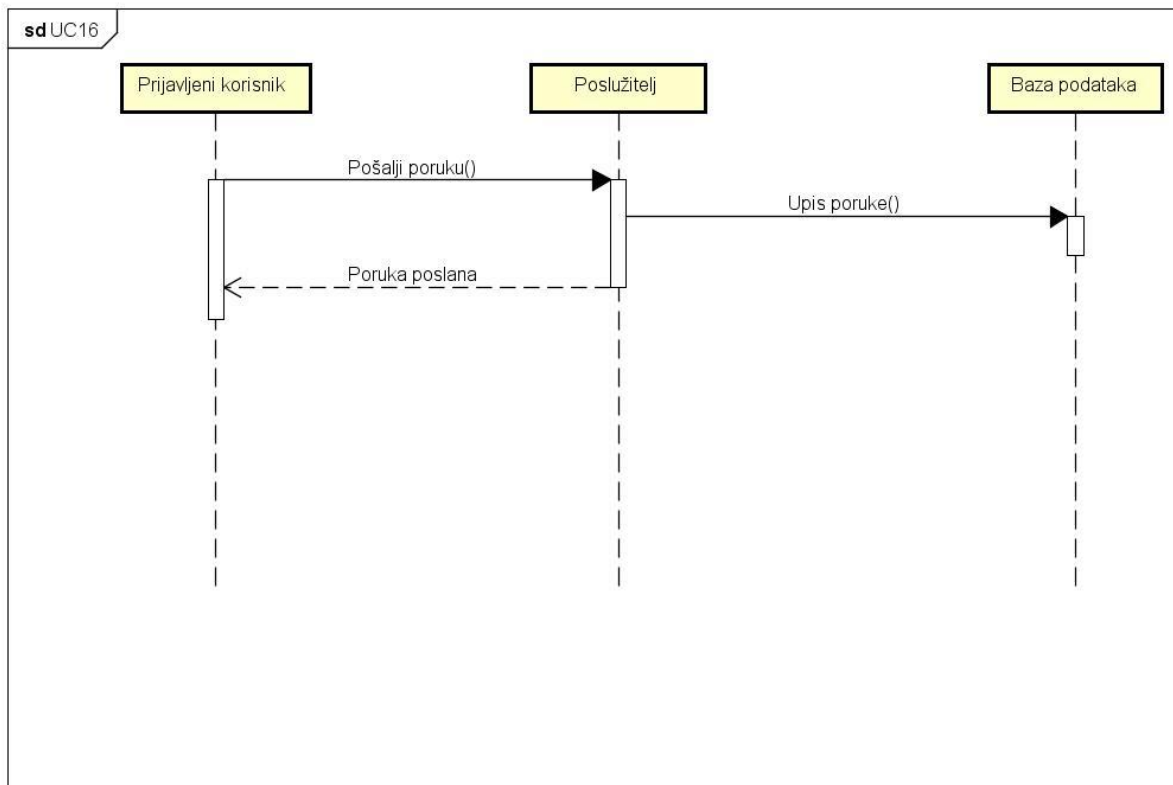 sd UC16
Prijavljeni korisnik
Poslužitelj
Baza podataka
Pošalji poruku()
Upis poruke()
Poruka poslana